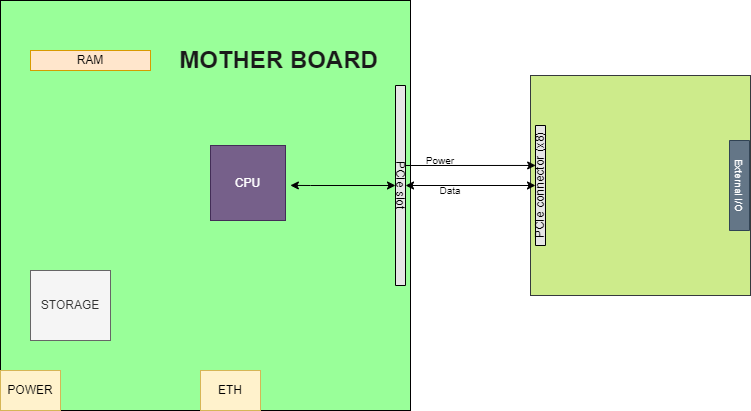 MOTHER BOARD
RAM
CPU
PCIe slot
Power
Data
PCIe connector (x8)
External I/O
STORAGE
POWER
ETH